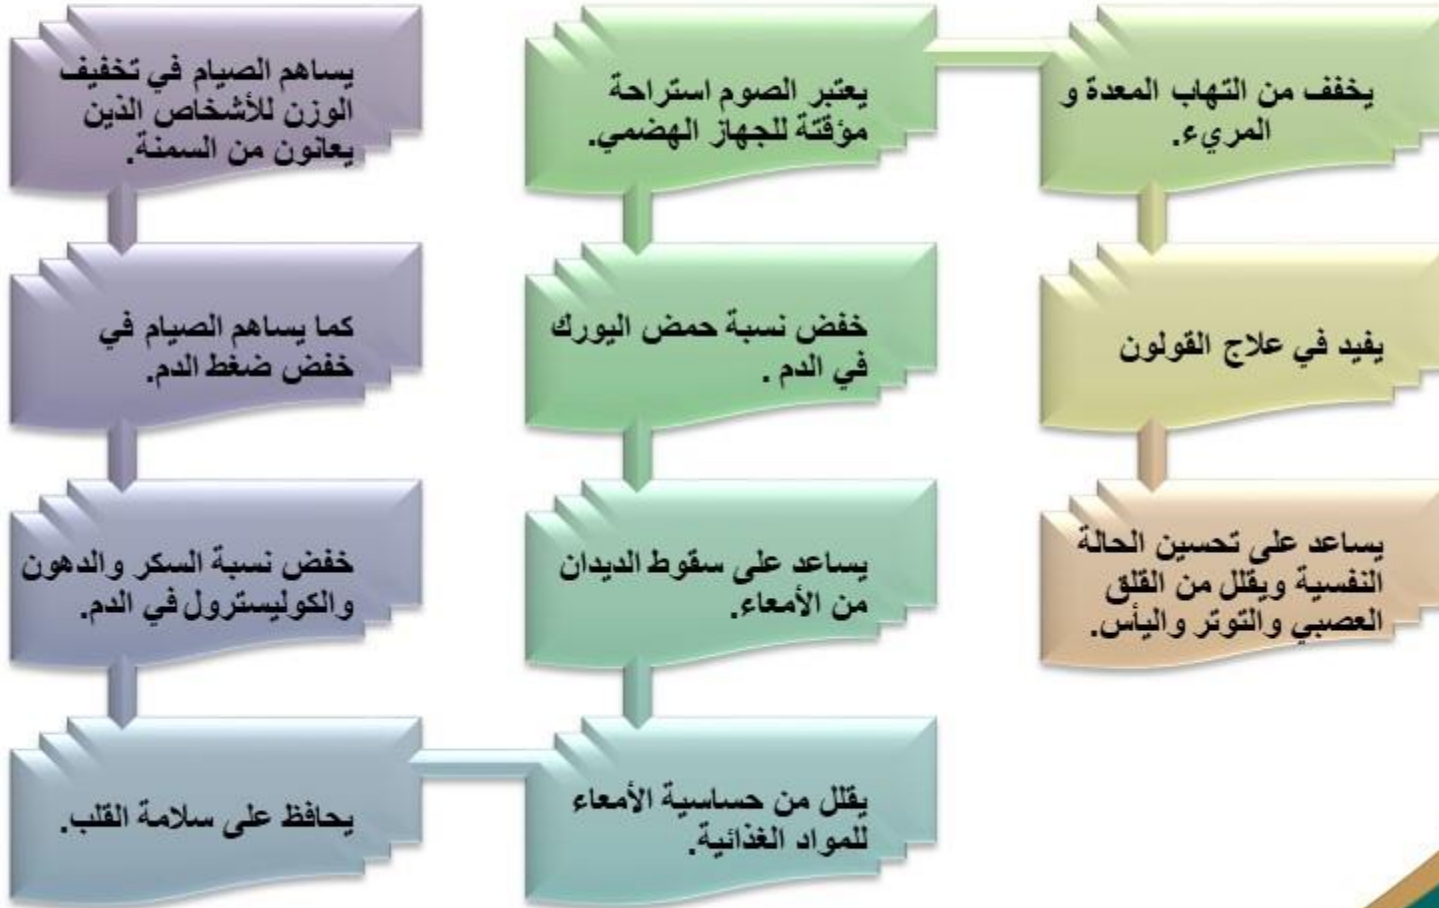 يساهم الصيام في تخفيف
الوزن للأشخاص الذين
يعانون من السمنة.
كما يساهم الصيام في
خفض ضغط الدم.
خفض نسبة السكر والدهون
والكوليسترول في الدم.
يحافظ على سلامة القلب.
يقلل من حساسية الأمعاء
للمواد الغذائية.
يساعد على سقوط الديدان
من الأمعاء.
خفض نسبة حمض اليورك
في الدم .
يعتبر الصوم استراحة
مؤقتة للجهاز الهضمي.
يخفف من التهاب المعدة و
المريء.
يفيد في علاج القولون
يساعد على تحسين الحالة
النفسية ويقلل من القلق
العصبي والتوتر واليأس.